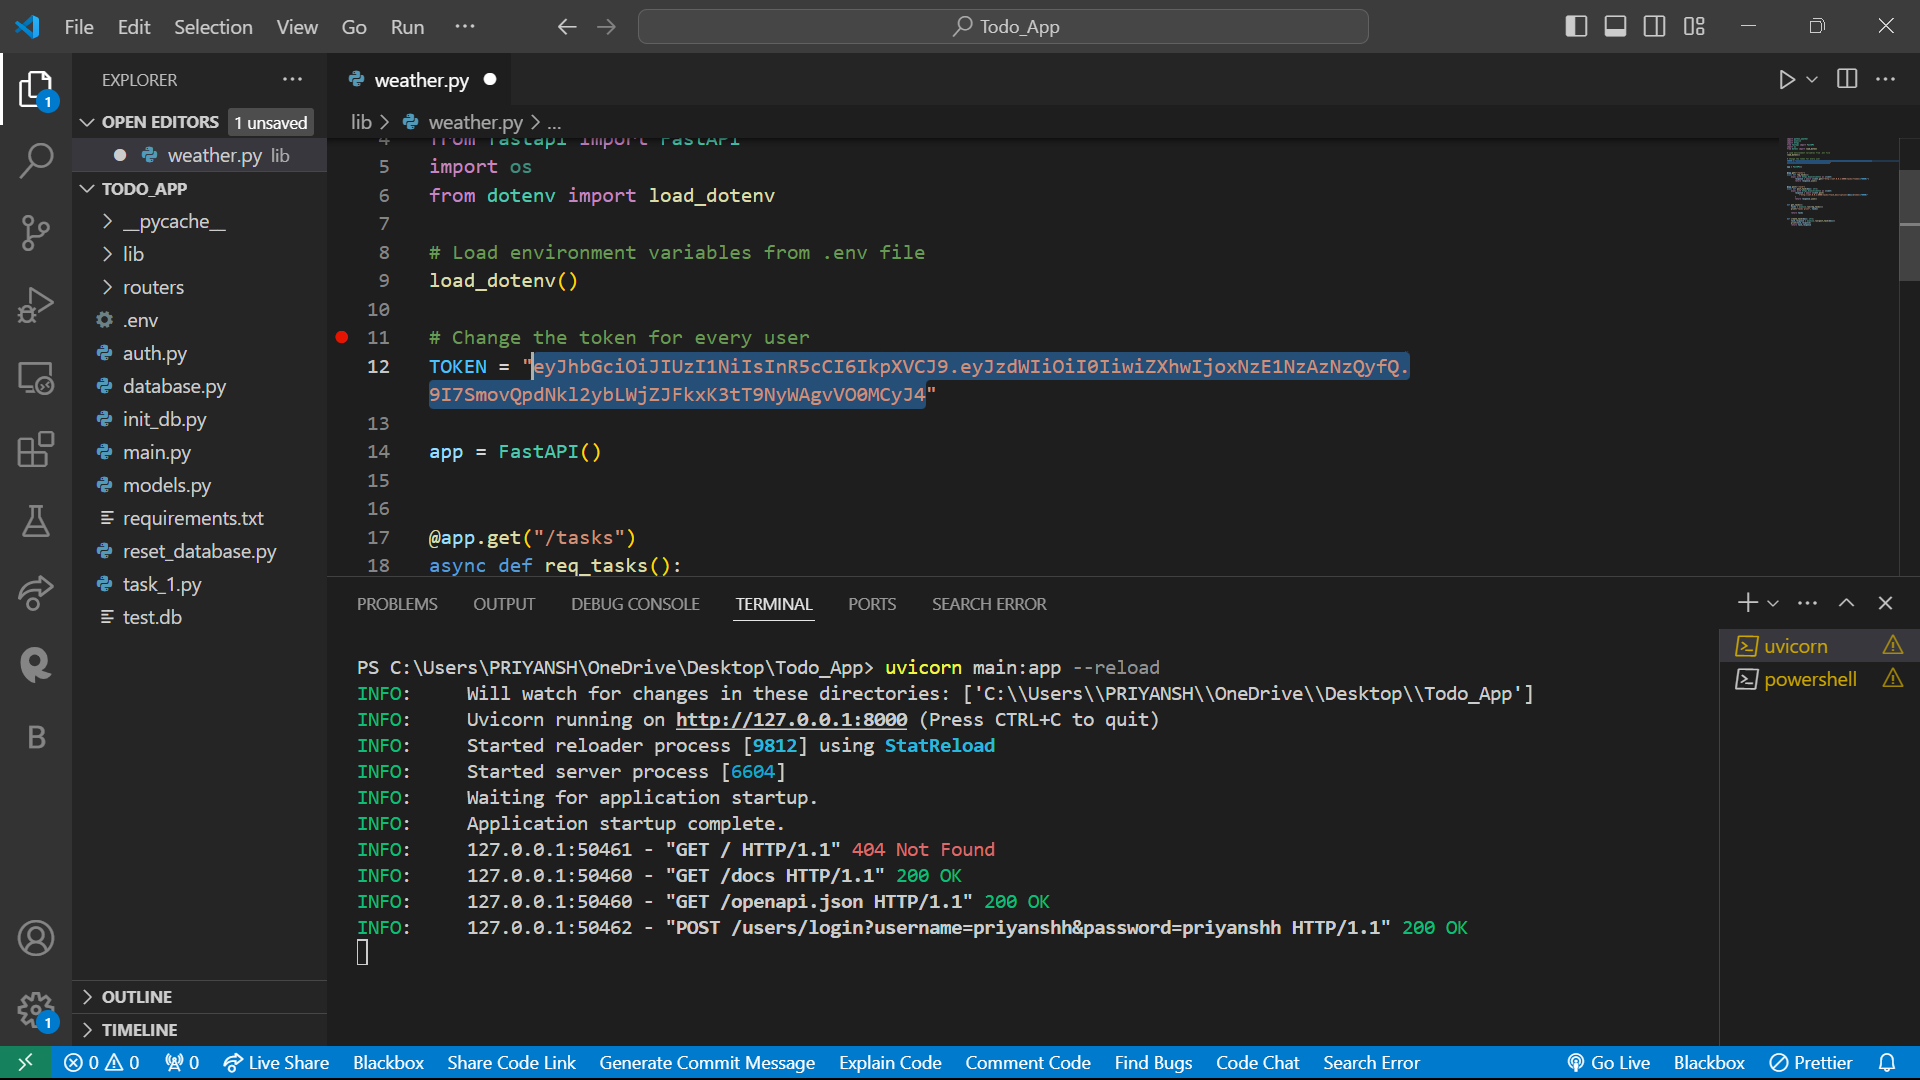 File Edit Selection View Go Run ··· Todo_App
EXPLORER ···
OPEN EDITORS 1 unsaved
weather.py lib
TODO_APP
__pycache__
lib
routers
.env
auth.py
database.py
init_db.py
main.py
models.py
requirements.txt
reset_database.py
task_1.py
test.db
OUTLINE
TIMELINE
1
1
B
weather.py
lib > weather.py > ...
4 from fastapi import FastAPI
5 import os
6 from dotenv import load_dotenv
7
8 # Load environment variables from .env file
9 load_dotenv()
10
11 # Change the token for every user
12 TOKEN = "eyJhbGciOiJIUzI1NiIsInR5cCI6IkpXVCJ9.eyJzdWIiOiI0IiwiZXhwIjoxNzE1NzAzNzQyfQ.
9I7SmovQpdNkl2ybLWjZJFkxK3tT9NyWAgvVO0MCyJ4"
13
14 app = FastAPI()
15
16
17 @app.get("/tasks")
18 async def req_tasks():
PROBLEMS OUTPUT DEBUG CONSOLE TERMINAL PORTS SEARCH ERROR
PS C:\Users\PRIYANSH\OneDrive\Desktop\Todo_App> uvicorn main:app --reload
INFO: Will watch for changes in these directories: ['C:\\Users\\PRIYANSH\\OneDrive\\Desktop\\Todo_App']
INFO: Uvicorn running on http://127.0.0.1:8000 (Press CTRL+C to quit)
INFO: Started reloader process [9812] using StatReload
INFO: Started server process [6604]
INFO: Waiting for application startup.
INFO: Application startup complete.
INFO: 127.0.0.1:50461 - "GET / HTTP/1.1" 404 Not Found
INFO: 127.0.0.1:50460 - "GET /docs HTTP/1.1" 200 OK
INFO: 127.0.0.1:50460 - "GET /openapi.json HTTP/1.1" 200 OK
INFO: 127.0.0.1:50462 - "POST /users/login?username=priyanshh&password=priyanshh HTTP/1.1" 200 OK
uvicorn
powershell
0 0 0 Live Share Blackbox Share Code Link Generate Commit Message Explain Code Comment Code Find Bugs Code Chat Search Error Go Live Blackbox Prettier